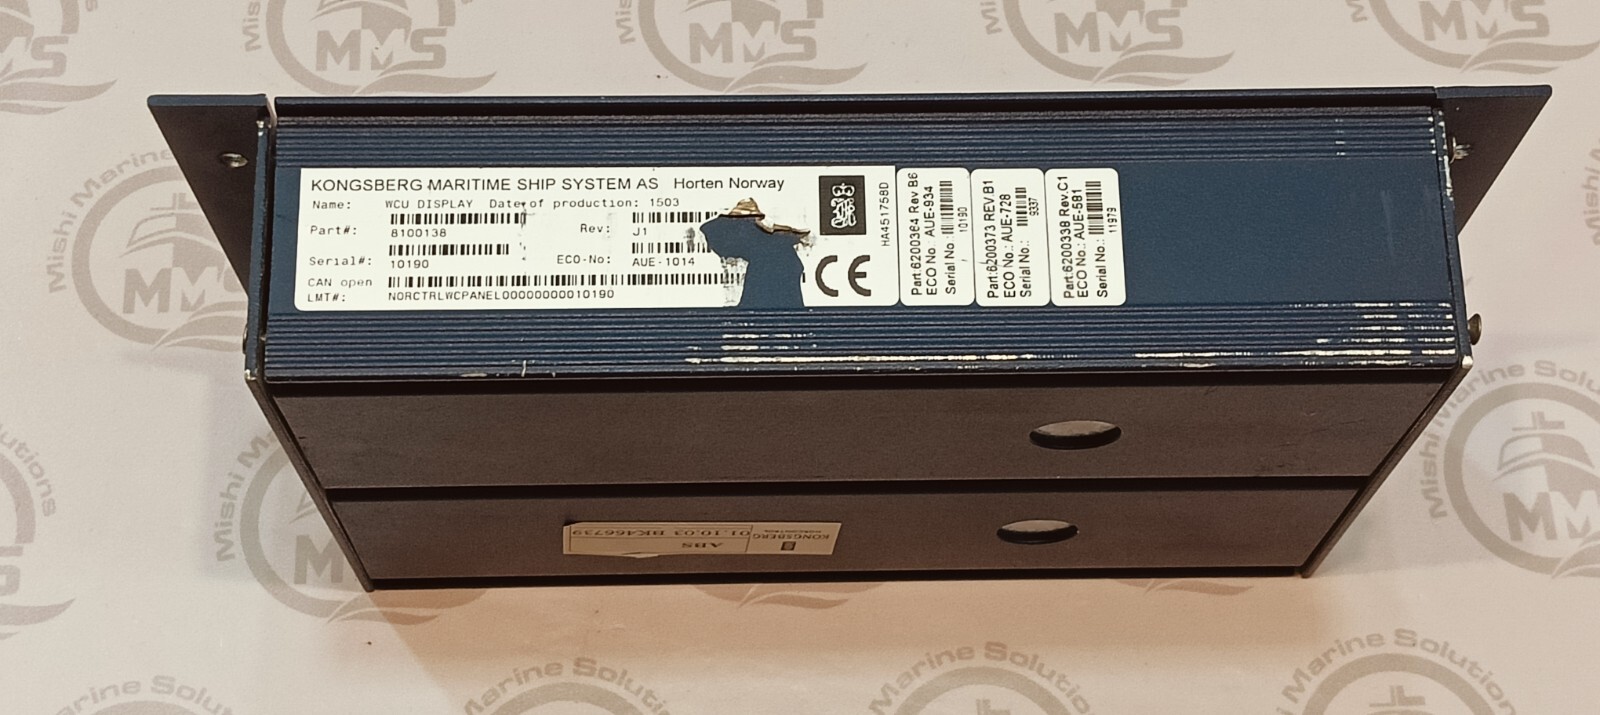 KONGSBERG MARITIME SHIP SYSTEM AS Horten Norway
Name: WCU DISPLAY Date of production: 1503
Part#: 8100138 Rev: J1
Serial#: 10190 ECO-No: AUE-1014
CAN open
LMT#: NORCTRLWCPANEL00000000010190
CE
HA451758D
Part:6200364 Rev B6
ECO No.: AUE-934
Serial No.:
10190
Part:6200373 REV.B1
ECO No.: AUE-728
Serial No.:
9337
Part:6200338 Rev.C1
ECO No.: AUE-581
Serial No.:
11979
KONGSBERG
ABS
01.10.03 BK466739
MMS
Mishi Marine Solutions